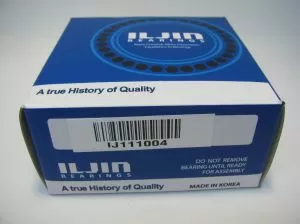 ILJIN
BEARINGS
A true History of Quality
IJ111004
ILJIN
BEARINGS
DO NOT REMOVE
BEARING UNTIL READY
FOR ASSEMBLY
A true History of Quality
MADE IN KOREA